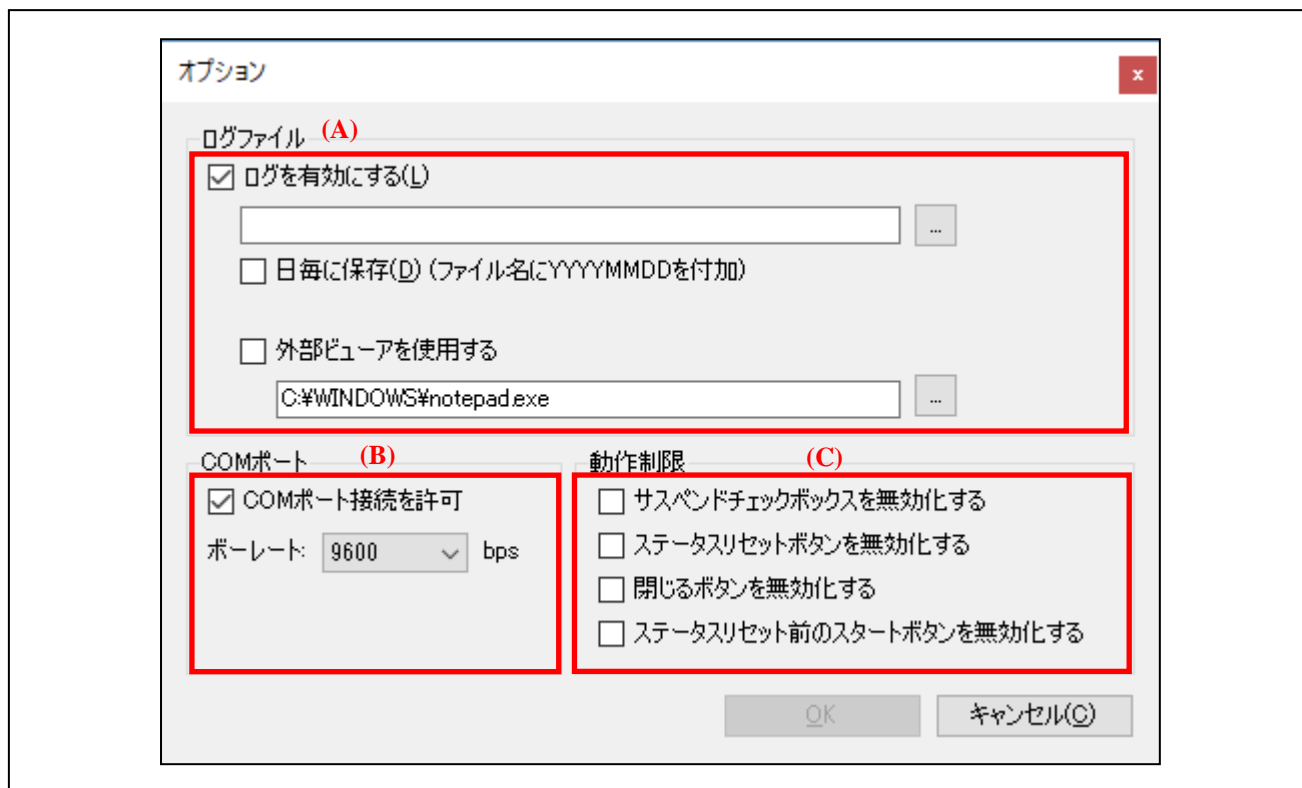 オプション
x
ログファイル (A)
ログを有効にする(L)
...
日毎に保存(D) (ファイル名にYYYYMMDDを付加)
外部ビューアを使用する
C:¥WINDOWS¥notepad.exe
...
COMポート (B)
COMポート接続を許可
ボーレート: 9600 bps
動作制限 (C)
サスペンドチェックボックスを無効化する
ステータスリセットボタンを無効化する
閉じるボタンを無効化する
ステータスリセット前のスタートボタンを無効化する
OK
キャンセル(C)